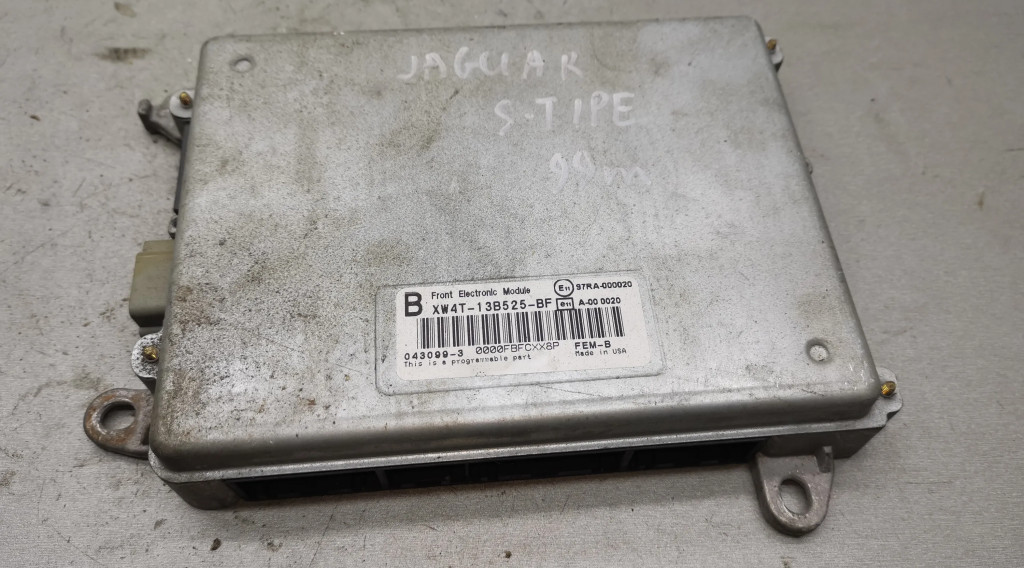 JAGUAR
S-TIPE
99m
B Front Electronic Module E11 97RA-000020
XW4T-13B525-BF e11 A-00 0020
043099-3 0000FBFCXX8P FEM-B
This is a programmable part Made in USA